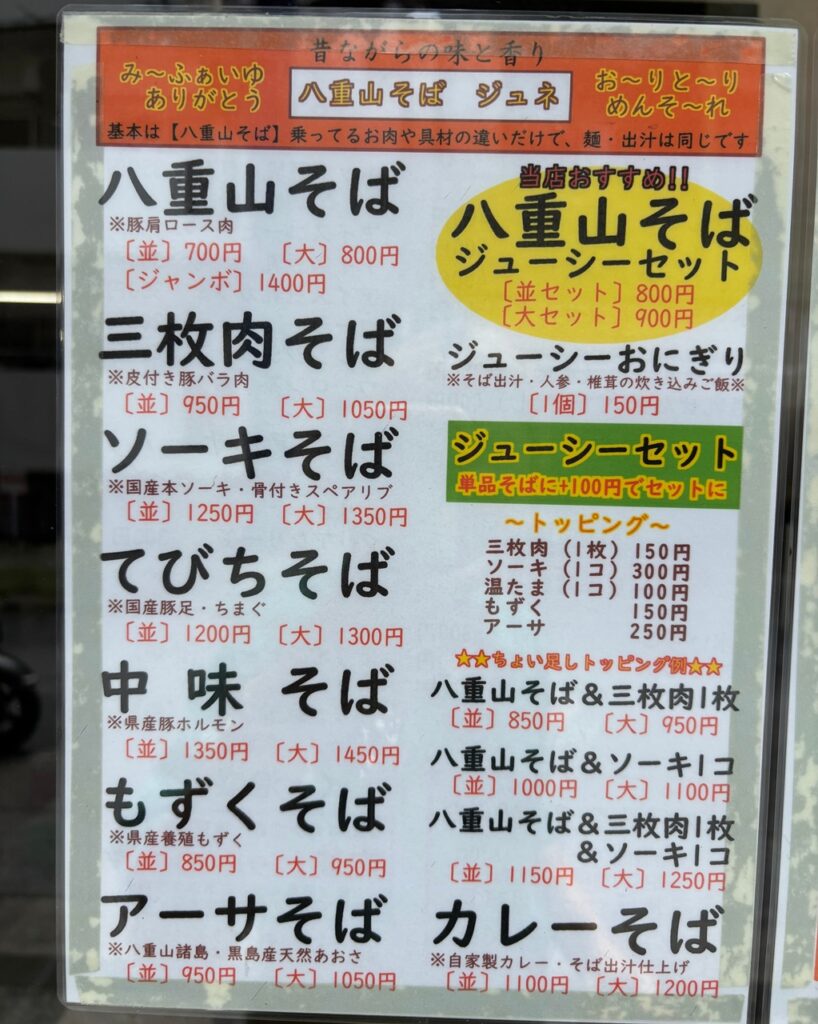 昔ながらの味と香り
み〜ふぁいゆ
ありがとう
八重山そば ジュネ
お〜りと〜り
めんそ〜れ
基本は【八重山そば】乗ってるお肉や具材の違いだけで、麺・出汁は同じです
八重山そば
※豚肩ロース肉
〔並〕700円 〔大〕800円
〔ジャンボ〕1400円
三枚肉そば
※皮付き豚バラ肉
〔並〕950円 〔大〕1050円
ソーキそば
※国産本ソーキ・骨付きスペアリブ
〔並〕1250円 〔大〕1350円
てびちそば
※国産豚足・ちまぐ
〔並〕1200円 〔大〕1300円
中味 そば
※県産豚ホルモン
〔並〕1350円 〔大〕1450円
もずくそば
※県産養殖もずく
〔並〕850円 〔大〕950円
アーサそば
※八重山諸島・黒島産天然あおさ
〔並〕950円 〔大〕1050円
当店おすすめ!!
八重山そば
ジューシーセット
〔並セット〕800円
〔大セット〕900円
ジューシーおにぎり
※そば出汁・人参・椎茸の炊き込みご飯※
〔1個〕150円
ジューシーセット
単品そばに+100円でセットに
〜トッピング〜
三枚肉（1枚）150円
ソーキ（1コ）300円
温たま（1コ）100円
もずく 150円
アーサ 250円
★★ちょい足しトッピング例★★
八重山そば&三枚肉1枚
〔並〕850円 〔大〕950円
八重山そば&ソーキ1コ
〔並〕1000円 〔大〕1100円
八重山そば&三枚肉1枚
&ソーキ1コ
〔並〕1150円 〔大〕1250円
カレーそば
※自家製カレー・そば出汁仕上げ
〔並〕1100円 〔大〕1200円